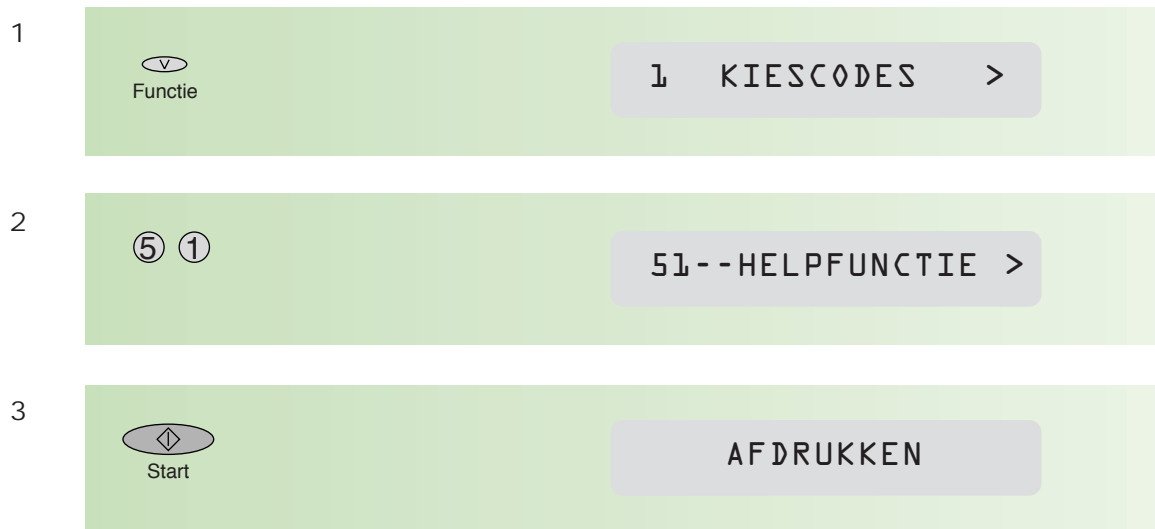 1
Functie
1 KIESCODES >
2
5 1
51--HELPFUNCTIE >
3
Start
AFDRUKKEN